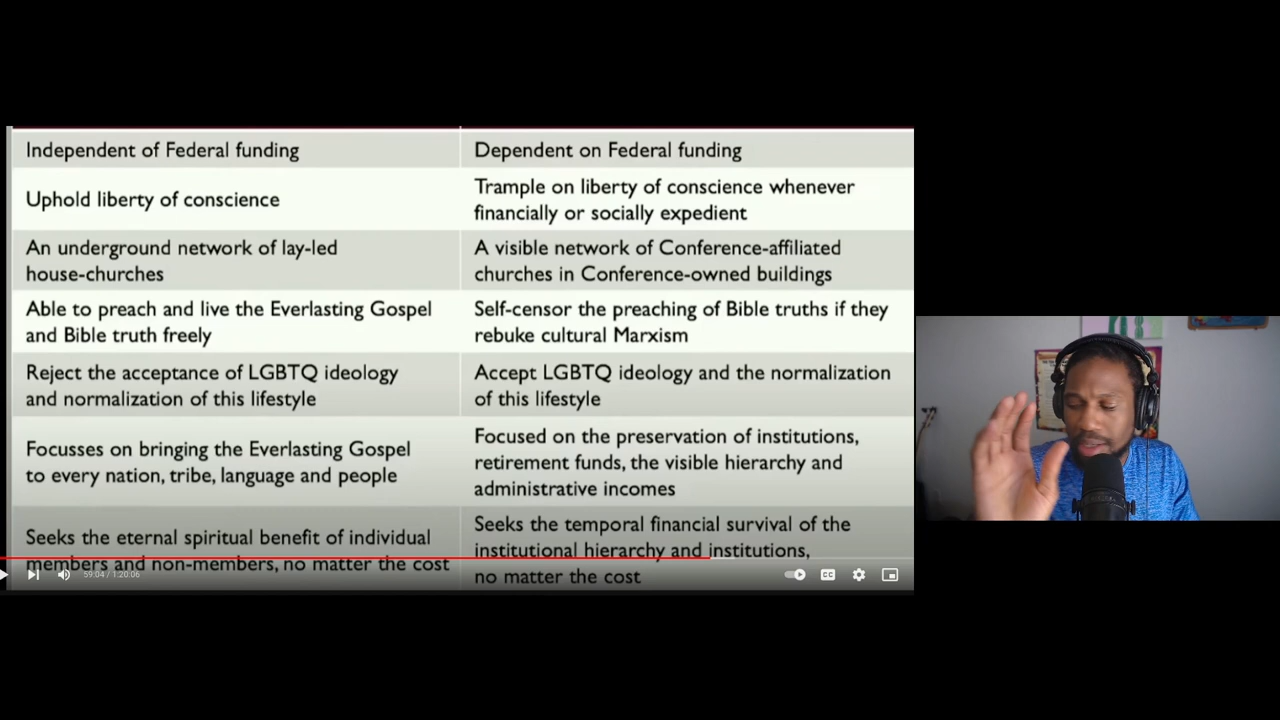 Independent of Federal funding
Dependent on Federal funding
Uphold liberty of conscience
Trample on liberty of conscience whenever
financially or socially expedient
An underground network of lay-led
house-churches
A visible network of Conference-affiliated
churches in Conference-owned buildings
Able to preach and live the Everlasting Gospel
and Bible truth freely
Self-censor the preaching of Bible truths if they
rebuke cultural Marxism
Reject the acceptance of LGBTQ ideology
and normalization of this lifestyle
Accept LGBTQ ideology and the normalization
of this lifestyle
Focusses on bringing the Everlasting Gospel
to every nation, tribe, language and people
Focused on the preservation of institutions,
retirement funds, the visible hierarchy and
administrative incomes
Seeks the eternal spiritual benefit of individual
members and non-members, no matter the cost
Seeks the temporal financial survival of the
institutional hierarchy and institutions,
no matter the cost
59:04 / 1:20:06
CC